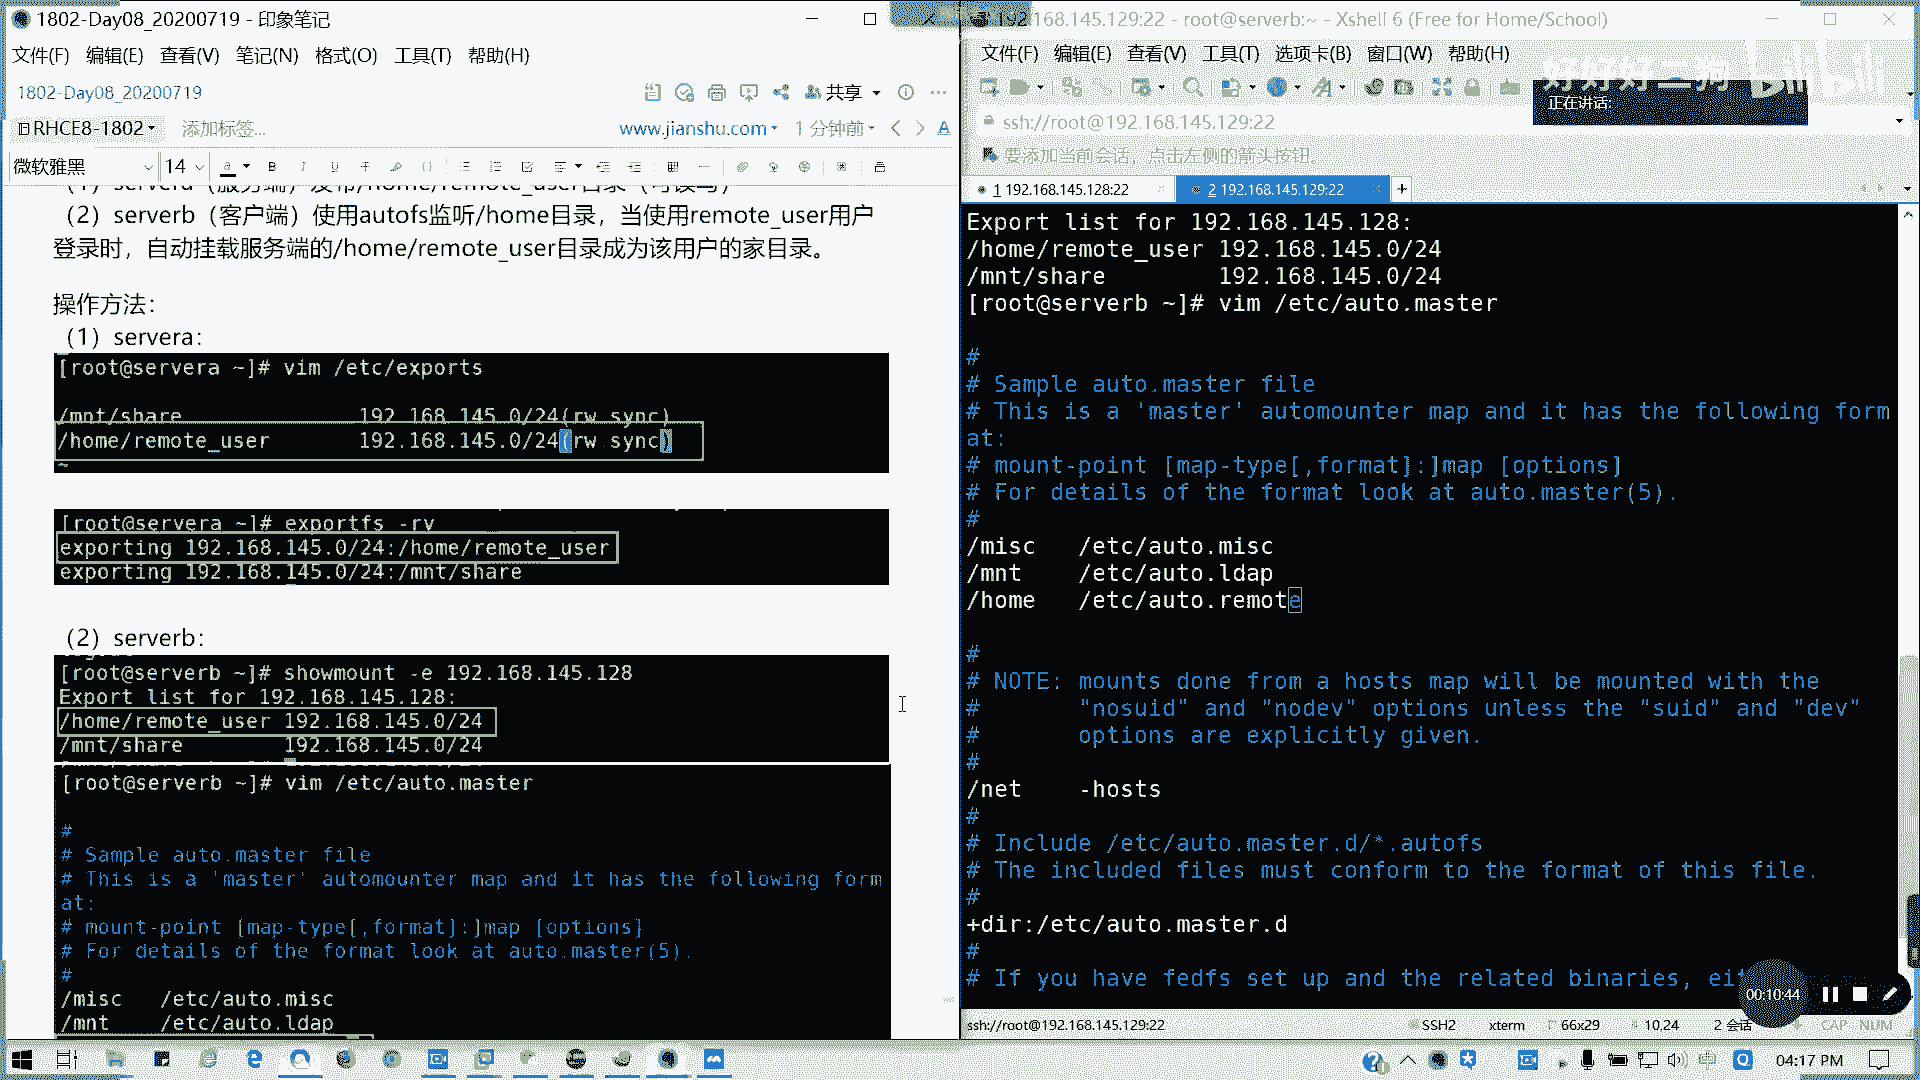 1802-Day08_20200719 - 印象笔记
文件(F) 编辑(E) 查看(V) 笔记(N) 格式(O) 工具(T) 帮助(H)
1802-Day08_20200719
共享
RHCE8-1802
添加标签...
www.jianshu.com
1 分钟前
微软雅黑
14
（2）serverb（客户端）使用autofs监听/home目录，当使用remote_user用户
登录时，自动挂载服务端的/home/remote_user目录成为该用户的家目录。
操作方法：
（1）servera：
[root@servera ~]# vim /etc/exports
/mnt/share 192.168.145.0/24(rw,sync)
/home/remote_user 192.168.145.0/24(rw,sync)
~
[root@servera ~]# exportfs -rv
exporting 192.168.145.0/24:/home/remote_user
exporting 192.168.145.0/24:/mnt/share
（2）serverb：
[root@serverb ~]# showmount -e 192.168.145.128
Export list for 192.168.145.128:
/home/remote_user 192.168.145.0/24
/mnt/share 192.168.145.0/24
[root@serverb ~]# vim /etc/auto.master
#
# Sample auto.master file
# This is a 'master' automounter map and it has the following form
at:
# mount-point [map-type[,format]:]map [options]
# For details of the format look at auto.master(5).
#
/misc /etc/auto.misc
/mnt /etc/auto.ldap
192.168.145.129:22 - root@serverb:~ - Xshell 6 (Free for Home/School)
文件(F) 编辑(E) 查看(V) 工具(T) 选项卡(B) 窗口(W) 帮助(H)
好好好二狗 bilibili
正在讲话:
ssh://root@192.168.145.129:22
要添加当前会话，点击左侧的箭头按钮。
1 192.168.145.128:22
2 192.168.145.129:22
Export list for 192.168.145.128:
/home/remote_user 192.168.145.0/24
/mnt/share 192.168.145.0/24
[root@serverb ~]# vim /etc/auto.master
#
# Sample auto.master file
# This is a 'master' automounter map and it has the following form
at:
# mount-point [map-type[,format]:]map [options]
# For details of the format look at auto.master(5).
#
/misc /etc/auto.misc
/mnt /etc/auto.ldap
/home /etc/auto.remote
#
# NOTE: mounts done from a hosts map will be mounted with the
# "nosuid" and "nodev" options unless the "suid" and "dev"
# options are explicitly given.
#
/net -hosts
#
# Include /etc/auto.master.d/*.autofs
# The included files must conform to the format of this file.
#
+dir:/etc/auto.master.d
#
# If you have fedfs set up and the related binaries, ei
00:10:44
ssh://root@192.168.145.129:22
SSH2
xterm
66x29
10,24
2 会话
CAP NUM
04:17 PM